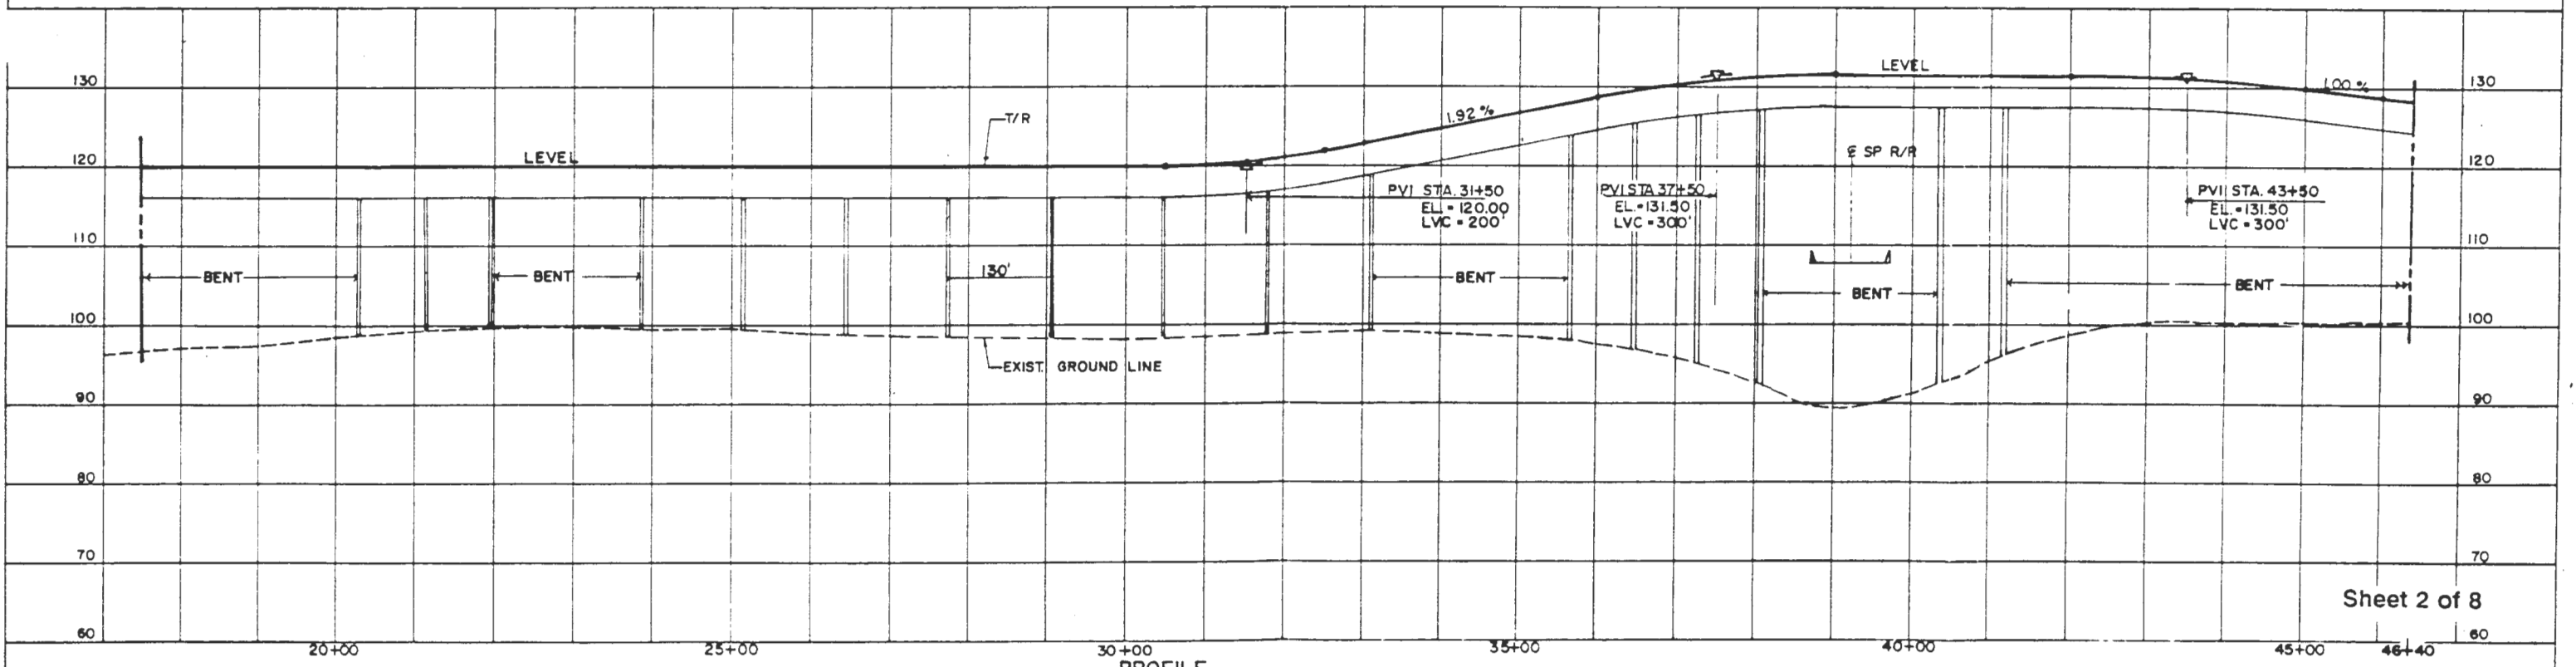 130
LEVEL
1.00 %
130
T/R
1.92 %
120
LEVEL
℄ SP R/R
120
PVI STA. 31+50
EL. = 120.00
LVC = 200'
PVI STA 37+50
EL. = 131.50
LVC = 300'
PVI STA. 43+50
EL. = 131.50
LVC = 300'
110
110
BENT
BENT
130'
BENT
BENT
BENT
100
100
EXIST. GROUND LINE
90
90
80
80
70
70
Sheet 2 of 8
60
60
20+00
25+00
30+00
35+00
40+00
45+00
46+40
PROFILE